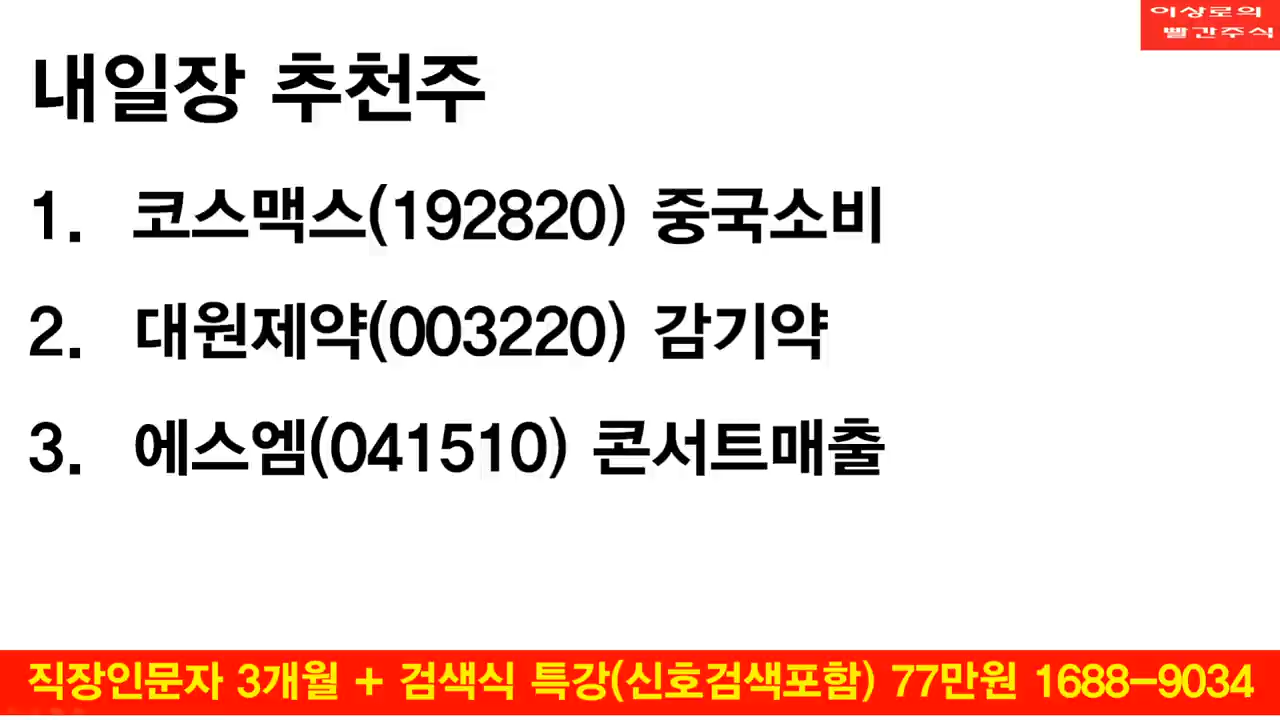 이상로의
빨간주식
내일장 추천주
1. 코스맥스(192820) 중국소비
2. 대원제약(003220) 감기약
3. 에스엠(041510) 콘서트매출
직장인문자 3개월 + 검색식 특강(신호검색포함) 77만원 1688-9034